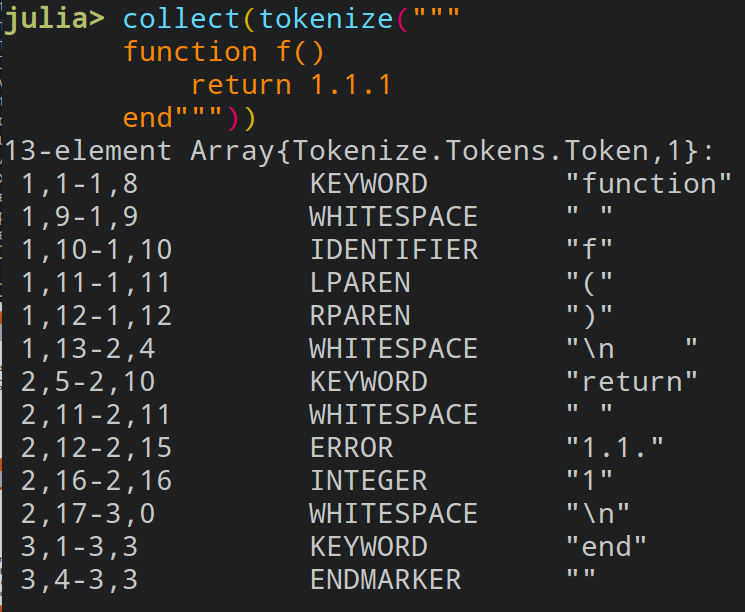 julia> collect(tokenize("""
       function f()
           return 1.1.1
       end"""))
13-element Array{Tokenize.Tokens.Token,1}:
 1,1-1,8          KEYWORD        "function"
 1,9-1,9          WHITESPACE     " "
 1,10-1,10        IDENTIFIER     "f"
 1,11-1,11        LPAREN         "("
 1,12-1,12        RPAREN         ")"
 1,13-2,4         WHITESPACE     "\n    "
 2,5-2,10         KEYWORD        "return"
 2,11-2,11        WHITESPACE     " "
 2,12-2,15        ERROR          "1.1."
 2,16-2,16        INTEGER        "1"
 2,17-3,0         WHITESPACE     "\n"
 3,1-3,3          KEYWORD        "end"
 3,4-3,3          ENDMARKER      ""